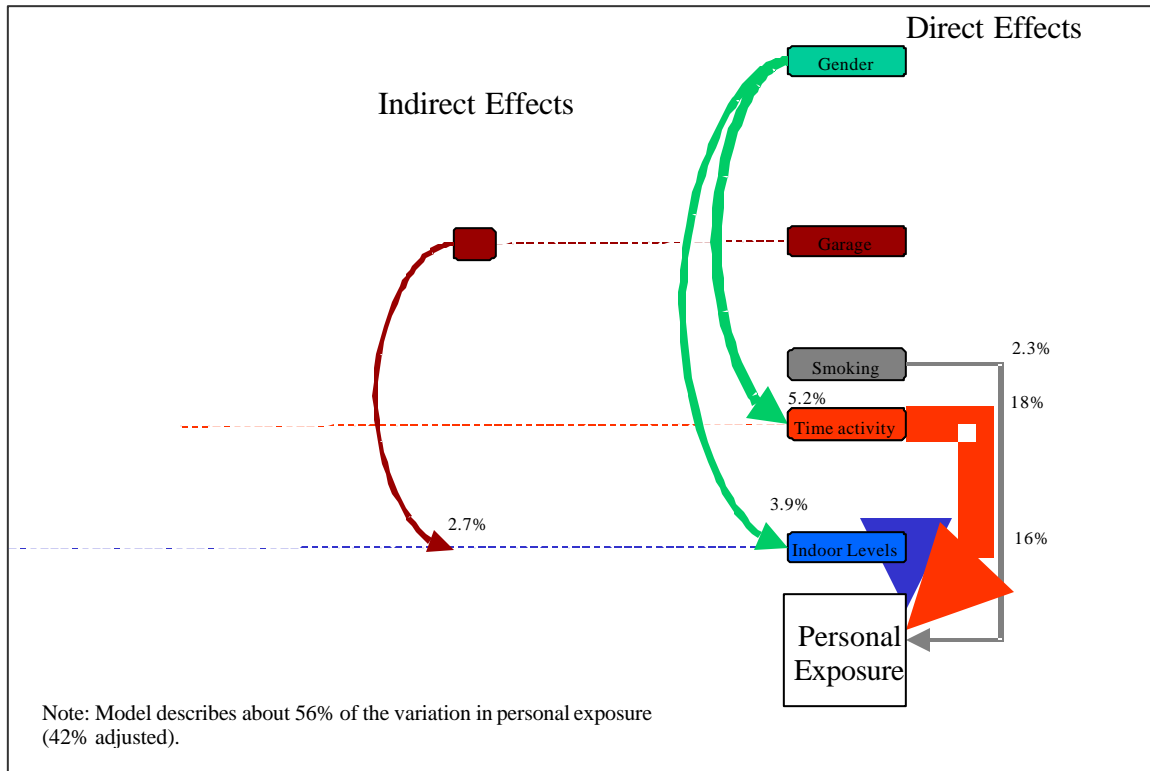 Direct Effects
Gender
Indirect Effects
Garage
Smoking
2.3%
5.2%
18%
Time activity
3.9%
2.7%
16%
Indoor Levels
Personal
Exposure
Note: Model describes about 56% of the variation in personal exposure
(42% adjusted).